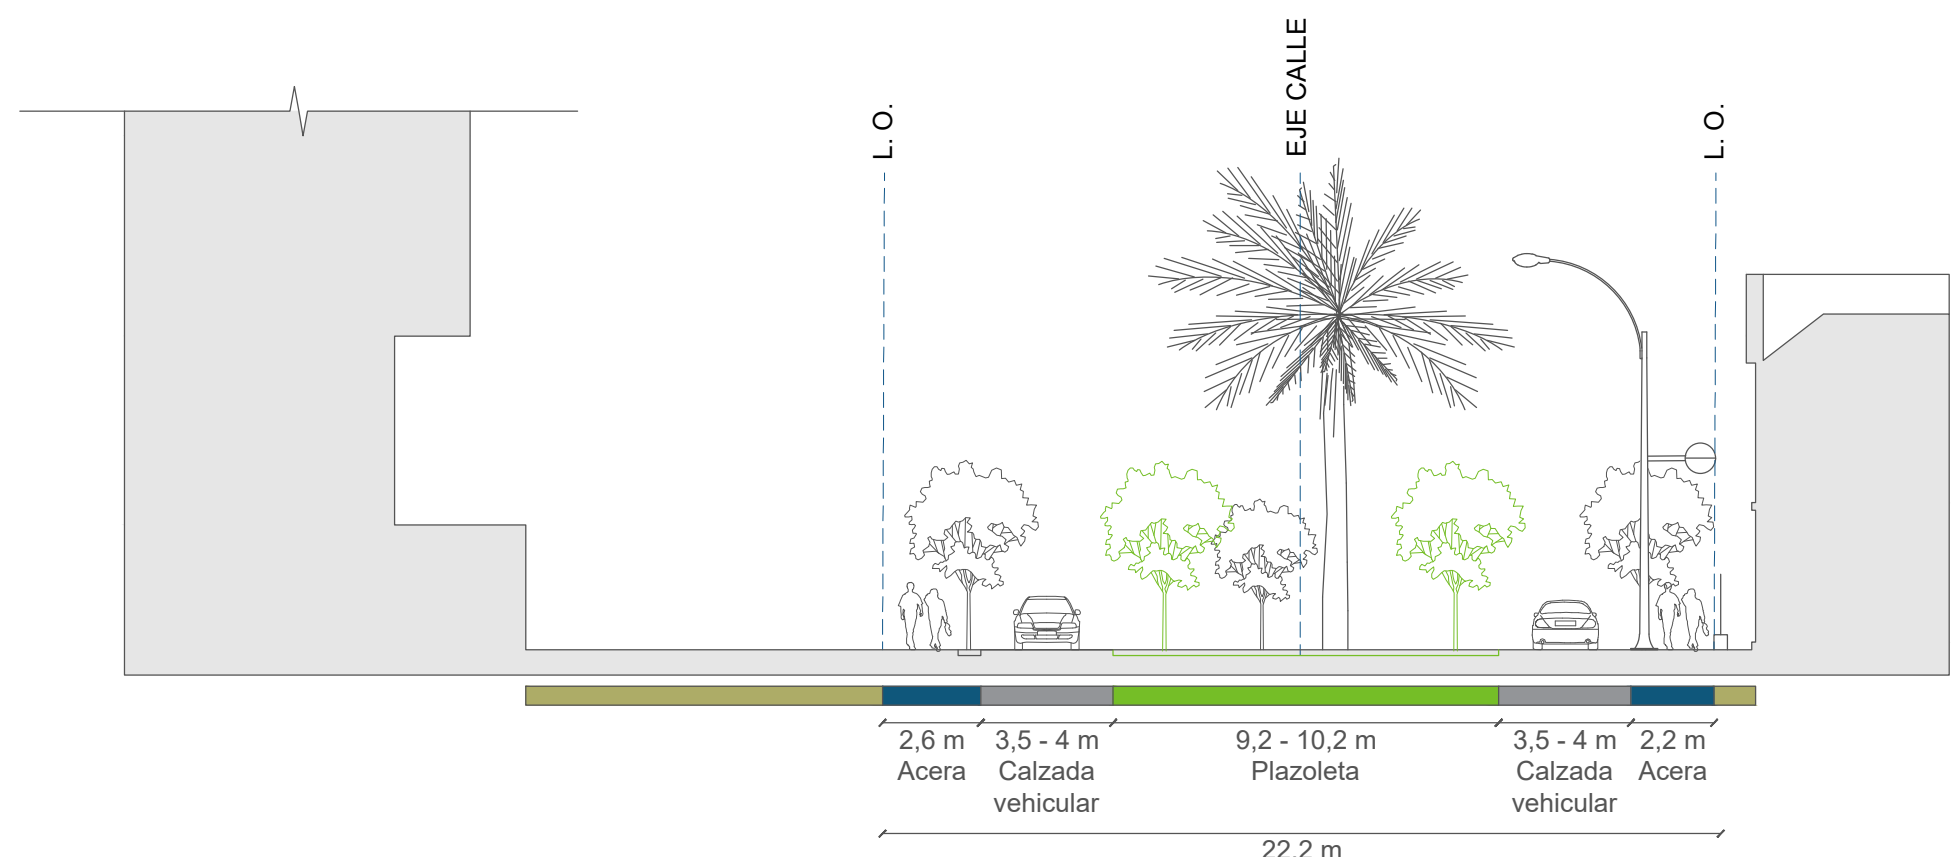 EJE CALLE
L. O.
L. O.
2,6 m
Acera
3,5 - 4 m
Calzada
vehicular
9,2 - 10,2 m
Plazoleta
3,5 - 4 m
Calzada
vehicular
2,2 m
Acera
22,2 m